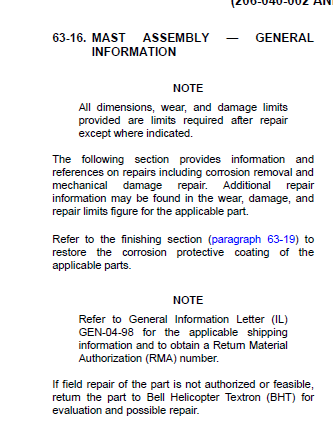 (206-040-002 AN
63-16. MAST ASSEMBLY — GENERAL
INFORMATION
NOTE
All dimensions, wear, and damage limits
provided are limits required after repair
except where indicated.
The following section provides information and
references on repairs including corrosion removal and
mechanical damage repair. Additional repair
information may be found in the wear, damage, and
repair limits figure for the applicable part.
Refer to the finishing section (paragraph 63-19) to
restore the corrosion protective coating of the
applicable parts.
NOTE
Refer to General Information Letter (IL)
GEN-04-98 for the applicable shipping
information and to obtain a Return Material
Authorization (RMA) number.
If field repair of the part is not authorized or feasible,
return the part to Bell Helicopter Textron (BHT) for
evaluation and possible repair.